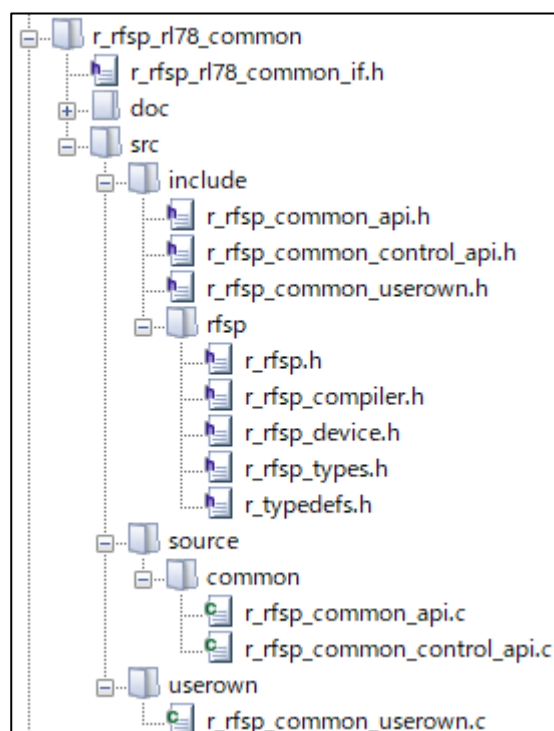 r_rfsp_rl78_common
r_rfsp_rl78_common_if.h
doc
src
include
r_rfsp_common_api.h
r_rfsp_common_control_api.h
r_rfsp_common_userown.h
rfsp
r_rfsp.h
r_rfsp_compiler.h
r_rfsp_device.h
r_rfsp_types.h
r_typedefs.h
source
common
r_rfsp_common_api.c
r_rfsp_common_control_api.c
userown
r_rfsp_common_userown.c